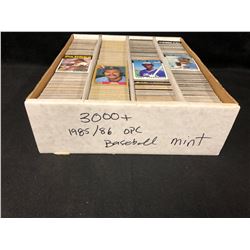 3000+
1985/86 OPC
Baseball mint